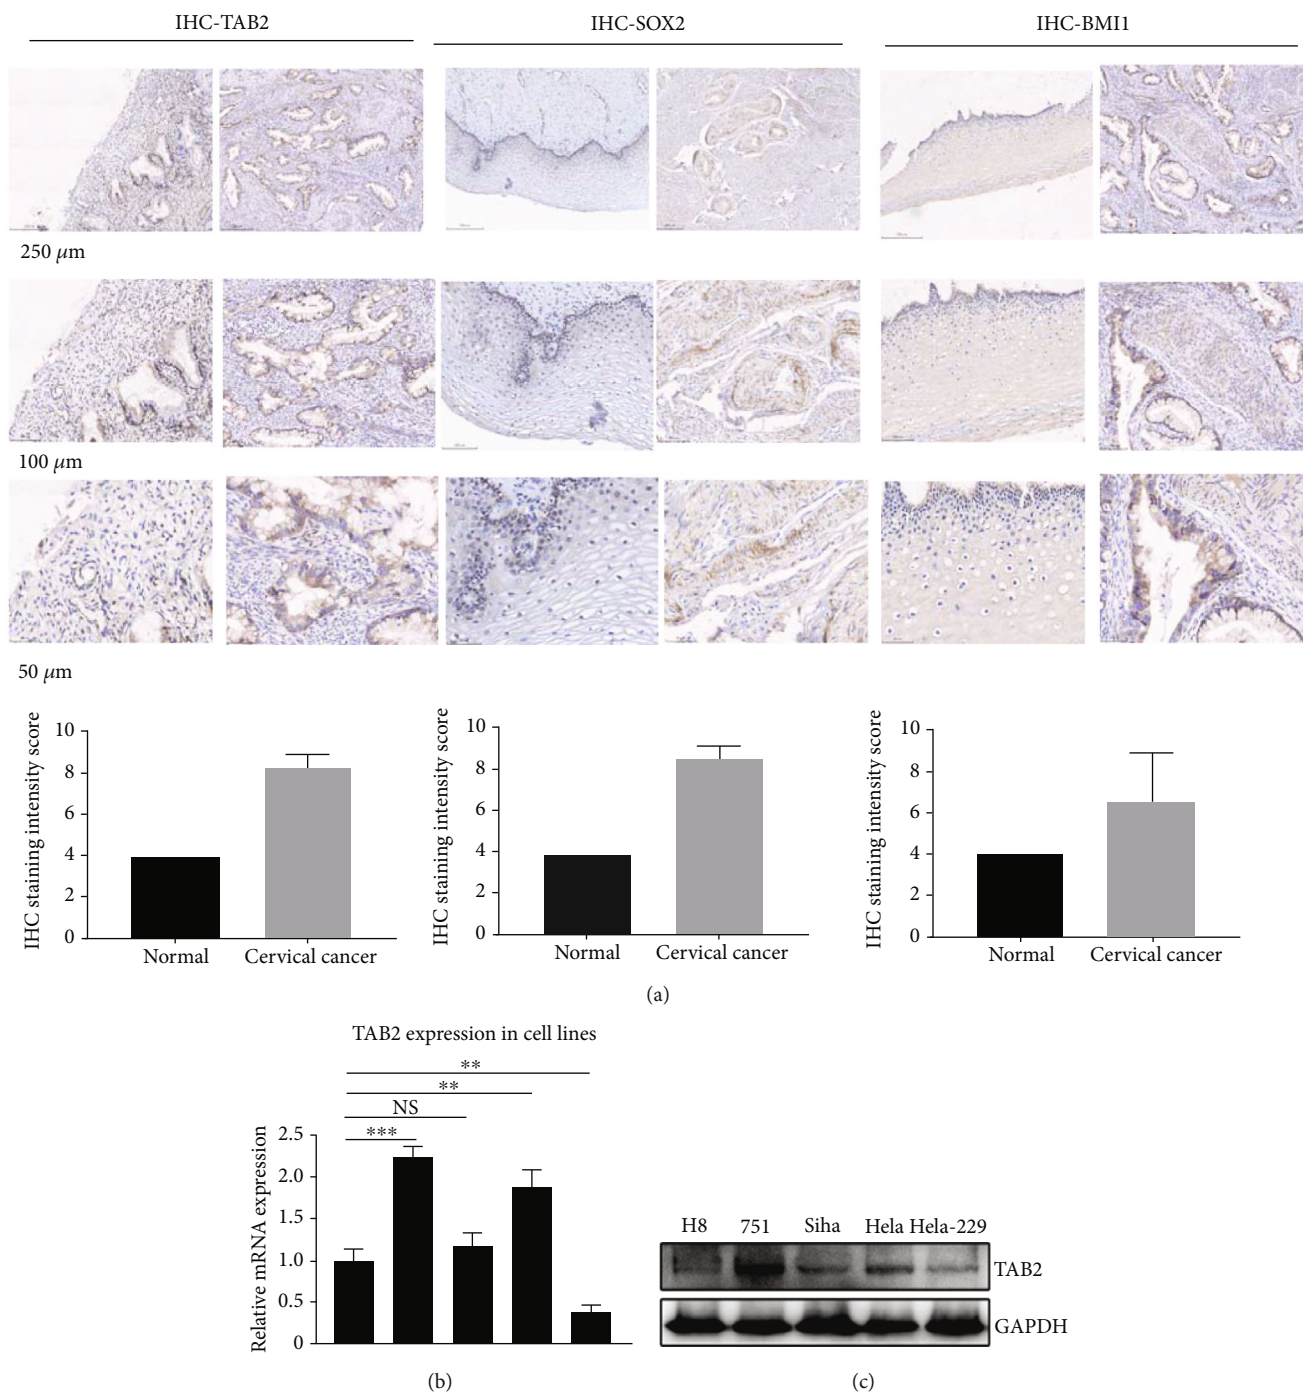 IHC-TAB2 IHC-SOX2 IHC-BMI1
250 μm
100 μm
50 μm
IHC staining intensity score
10
8
6
4
2
0
Normal Cervical cancer
IHC staining intensity score
10
8
6
4
2
0
Normal Cervical cancer
IHC staining intensity score
10
8
6
4
2
0
Normal Cervical cancer
(a)
TAB2 expression in cell lines
**
**
NS
***
Relative mRNA expression
2.5
2.0
1.5
1.0
0.5
0
(b)
H8 751 Siha Hela Hela-229
TAB2
GAPDH
(c)